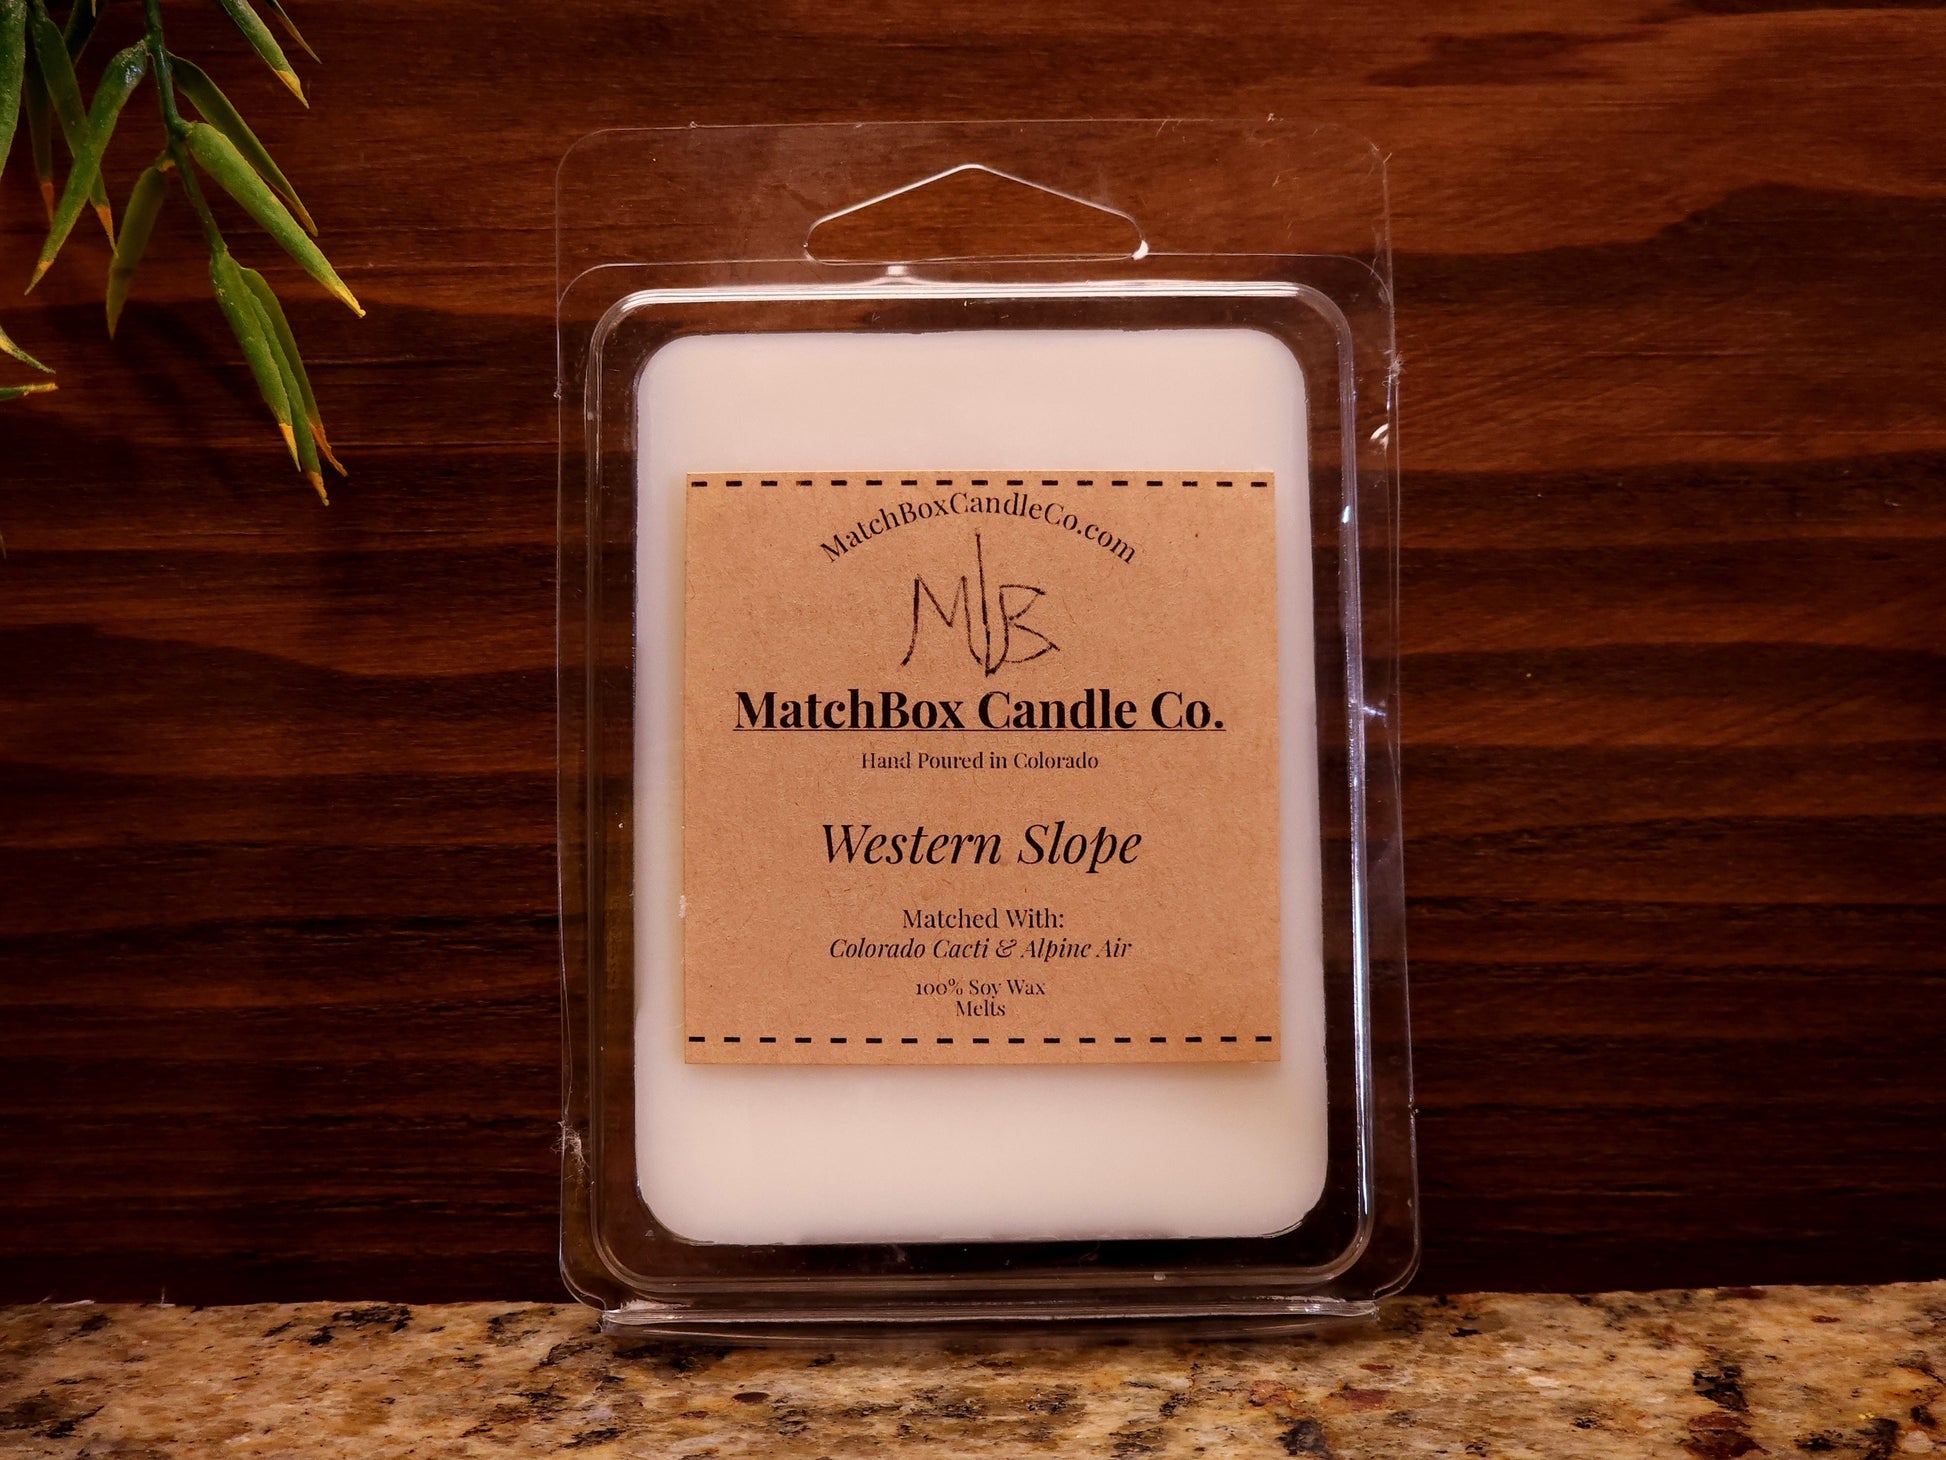 MatchBoxCandleCo.com
MB
MatchBox Candle Co.
Hand Poured in Colorado
Western Slope
Matched With:
Colorado Cacti & Alpine Air
100% Soy Wax
Melts